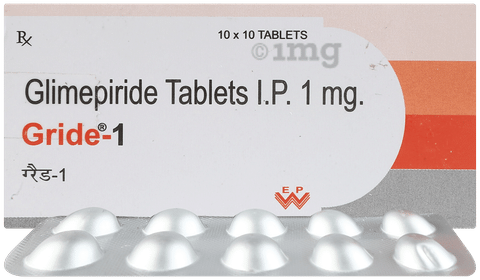 Rx
10 x 10 TABLETS
©1mg
Glimepiride Tablets I.P. 1 mg.
Gride®-1
ग्रैड-1
E P
W